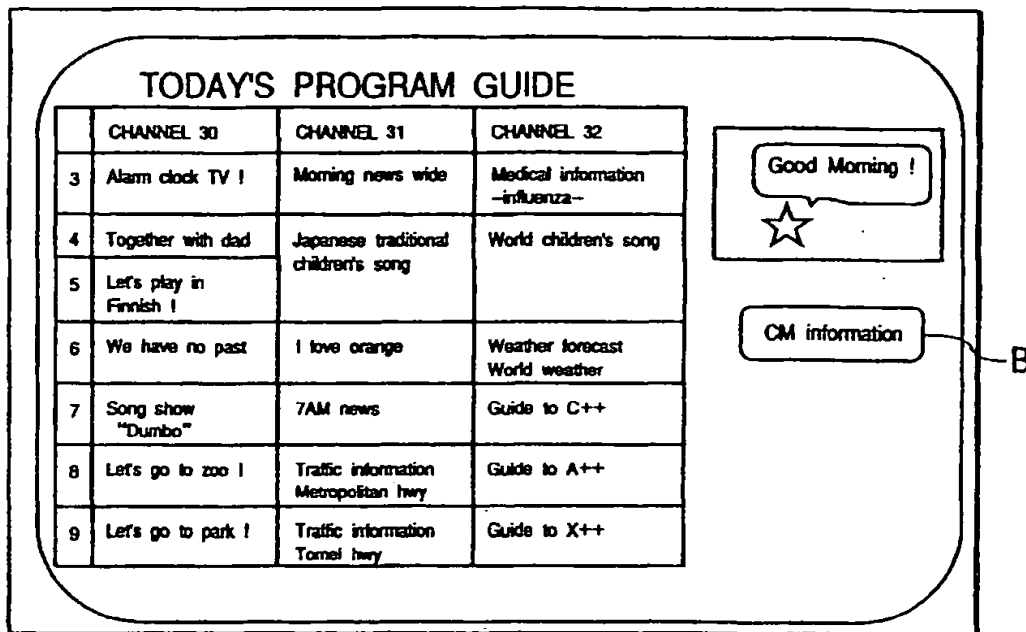 TODAY'S PROGRAM GUIDE
CHANNEL 30 CHANNEL 31 CHANNEL 32
3 Alarm clock TV ! Morning news wide Medical information
-influenza-
4 Together with dad Japanese traditional World children's song
children's song
5 Let's play in
Finnish !
6 We have no past I love orange Weather forecast
World weather
7 Song show 7AM news Guide to C++
"Dumbo"
8 Let's go to zoo ! Traffic information Guide to A++
Metropolitan hwy
9 Let's go to park ! Traffic information Guide to X++
Tomei hwy
Good Morning !
CM information
B